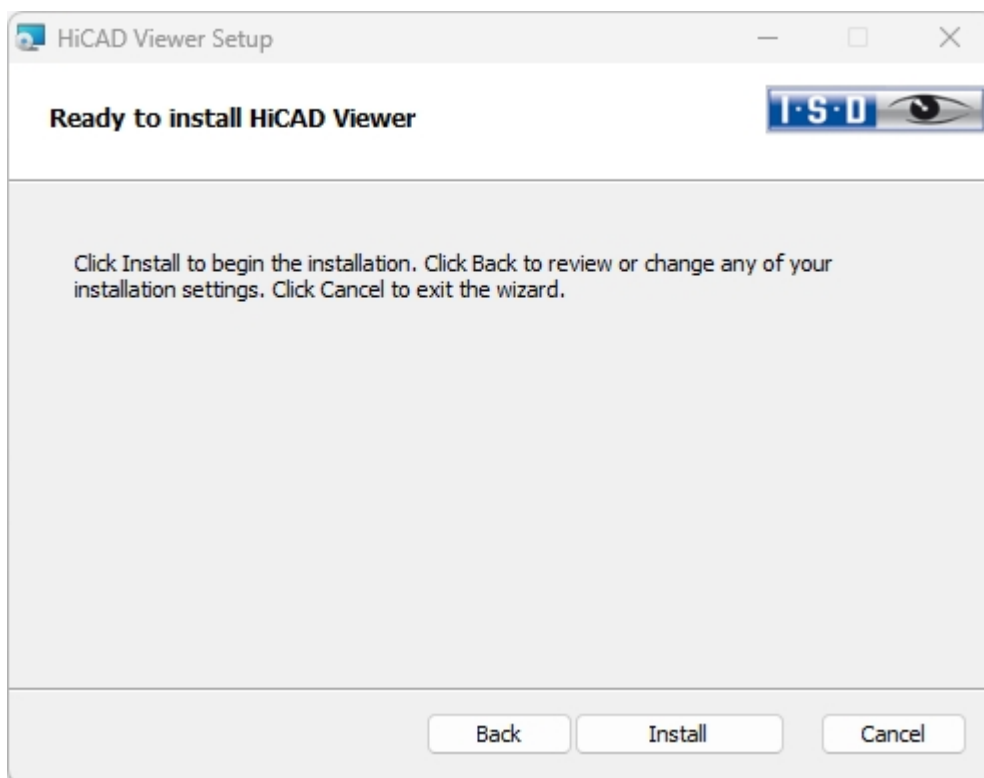 HiCAD Viewer Setup
Ready to install HiCAD Viewer
I·S·D
Click Install to begin the installation. Click Back to review or change any of your
installation settings. Click Cancel to exit the wizard.
Back
Install
Cancel